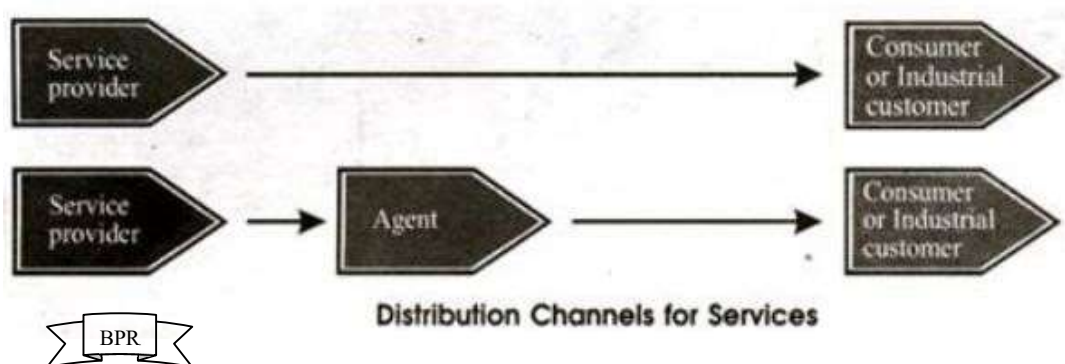 Service
provider
Consumer
or Industrial
customer
Service
provider
Agent
Consumer
or Industrial
customer
Distribution Channels for Services
BPR